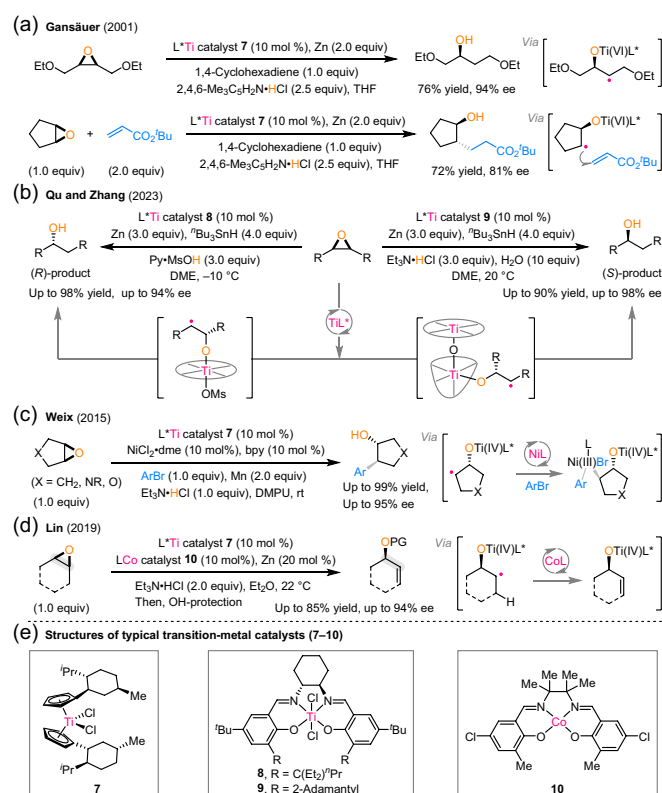 (a) Gansäuer (2001)
L*Ti catalyst 7 (10 mol %), Zn (2.0 equiv)
1,4-Cyclohexadiene (1.0 equiv)
2,4,6-Me3C5H2N•HCl (2.5 equiv), THF
O
EtO
OEt
OH
EtO
OEt
76% yield, 94% ee
Via
OTi(VI)L*
EtO
OEt
L*Ti catalyst 7 (10 mol %), Zn (2.0 equiv)
1,4-Cyclohexadiene (1.0 equiv)
2,4,6-Me3C5H2N•HCl (2.5 equiv), THF
O
+
CO2tBu
(1.0 equiv)
(2.0 equiv)
OH
CO2tBu
72% yield, 81% ee
Via
OTi(VI)L*
CO2tBu
(b) Qu and Zhang (2023)
OH
R
R
(R)-product
Up to 98% yield, up to 94% ee
L*Ti catalyst 8 (10 mol %)
Zn (3.0 equiv), nBu3SnH (4.0 equiv)
Py•MsOH (3.0 equiv)
DME, –10 °C
O
R
R
L*Ti catalyst 9 (10 mol %)
Zn (3.0 equiv), nBu3SnH (4.0 equiv)
Et3N•HCl (3.0 equiv), H2O (10 equiv)
DME, 20 °C
OH
R
R
(S)-product
Up to 90% yield, up to 98% ee
TiL*
R
R
O
Ti
OMs
Ti
O
Ti
O
R
R
(c) Weix (2015)
X
O
(X = CH2, NR, O)
(1.0 equiv)
L*Ti catalyst 7 (10 mol %)
NiCl2•dme (10 mol%), bpy (10 mol %)
ArBr (1.0 equiv), Mn (2.0 equiv)
Et3N•HCl (1.0 equiv), DMPU, rt
HO
X
Ar
Up to 99% yield,
Up to 95% ee
Via
OTi(IV)L*
X
NiL
ArBr
L
Ni(III)Br
OTi(IV)L*
Ar
X
(d) Lin (2019)
O
(1.0 equiv)
L*Ti catalyst 7 (10 mol %)
LCo catalyst 10 (10 mol%), Zn (20 mol %)
Et3N•HCl (2.0 equiv), Et2O, 22 °C
Then, OH-protection
OPG
Up to 85% yield, up to 94% ee
Via
OTi(IV)L*
H
CoL
OTi(IV)L*
(e) Structures of typical transition-metal catalysts (7–10)
iPr
Me
Ti
Cl
Cl
Me
iPr
7
N
Cl
N
Ti
tBu
O
Cl
O
tBu
R
R
8, R = C(Et2)nPr
9, R = 2-Adamantyl
Me
Me
Me
Me
N
N
Co
Cl
O
O
Cl
Me
Me
10